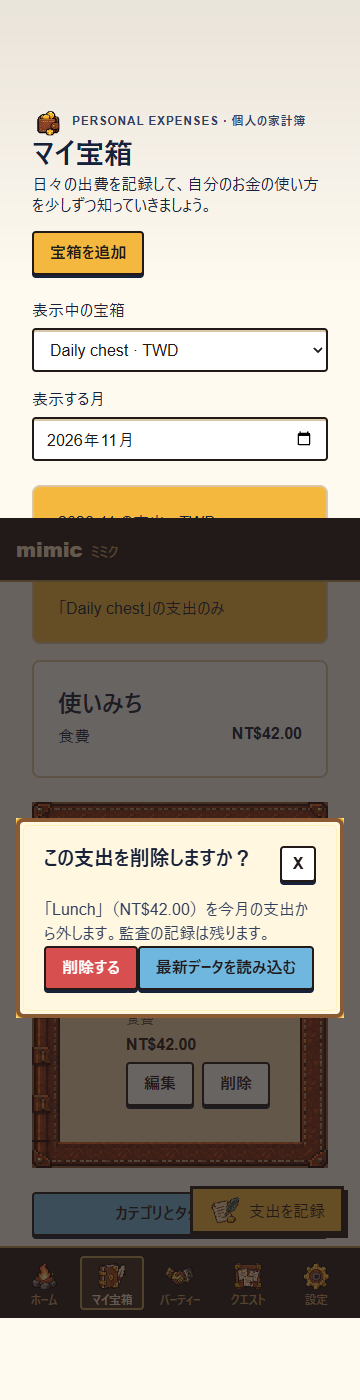 PERSONAL EXPENSES · 個人の家計簿
マイ宝箱
日々の出費を記録して、自分のお金の使い方
を少しずつ知っていきましょう。
宝箱を追加
表示中の宝箱
Daily chest · TWD
表示する月
2026年11月
mimic ミミク
「Daily chest」の支出のみ
使いみち
食費 NT$42.00
この支出を削除しますか？
X
「Lunch」（NT$42.00）を今月の支出か
ら外します。監査の記録は残ります。
削除する 最新データを読み込む
食費
NT$42.00
編集 削除
カテゴリと
支出を記録
ホーム マイ宝箱 パーティー クエスト 設定